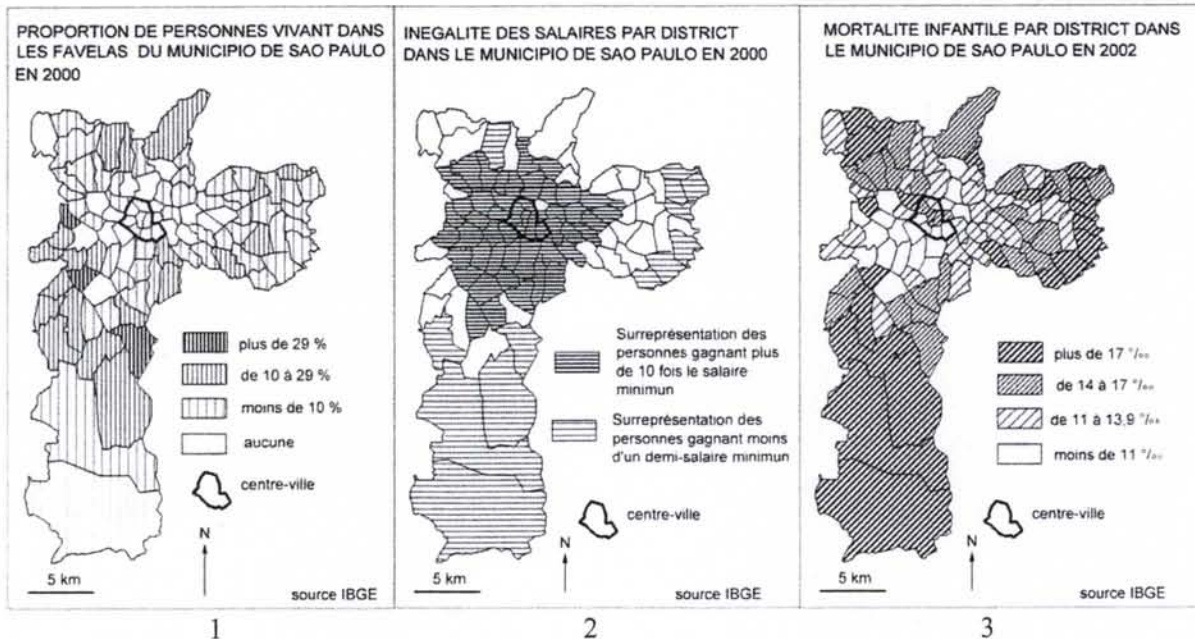 PROPORTION DE PERSONNES VIVANT DANS
LES FAVELAS DU MUNICIPIO DE SAO PAULO
EN 2000
plus de 29 %
de 10 à 29 %
moins de 10 %
aucune
centre-ville
N
5 km
source IBGE
1
INEGALITE DES SALAIRES PAR DISTRICT
DANS LE MUNICIPIO DE SAO PAULO EN 2000
Surreprésentation des
personnes gagnant plus
de 10 fois le salaire
minimun
Surreprésentation des
personnes gagnant moins
d'un demi-salaire minimun
centre-ville
N
5 km
source IBGE
2
MORTALITE INFANTILE PAR DISTRICT DANS
LE MUNICIPIO DE SAO PAULO EN 2002
plus de 17 °/₀₀
de 14 à 17 °/₀₀
de 11 à 13,9 °/₀₀
moins de 11 °/₀₀
centre-ville
N
5 km
source IBGE
3